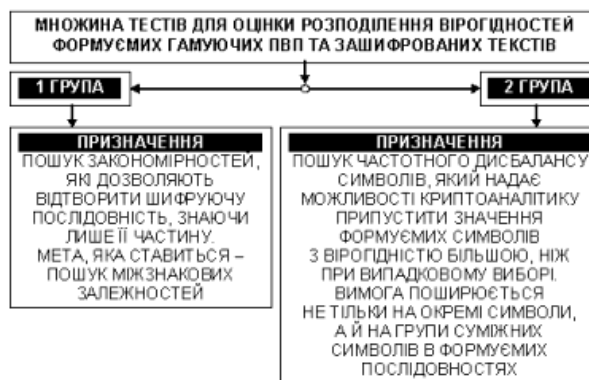 МНОЖИНА ТЕСТІВ ДЛЯ ОЦІНКИ РОЗПОДІЛЕННЯ ВІРОГІДНОСТЕЙ
ФОРМУЄМИХ ГАМУЮЧИХ ПВП ТА ЗАШИФРОВАНИХ ТЕКСТІВ
1 ГРУПА
2 ГРУПА
ПРИЗНАЧЕННЯ
ПОШУК ЗАКОНОМІРНОСТЕЙ,
ЯКІ ДОЗВОЛЯЮТЬ
ВІДТВОРИТИ ШИФРУЮЧУ
ПОСЛІДОВНІСТЬ, ЗНАЮЧИ
ЛИШЕ ЇЇ ЧАСТИНУ.
МЕТА, ЯКА СТАВИТЬСЯ –
ПОШУК МІЖЗНАКОВИХ
ЗАЛЕЖНОСТЕЙ
ПРИЗНАЧЕННЯ
ПОШУК ЧАСТОТНОГО ДИСБАЛАНСУ
СИМВОЛІВ, ЯКИЙ НАДАЄ
МОЖЛИВОСТІ КРИПТОАНАЛІТИКУ
ПРИПУСТИТИ ЗНАЧЕННЯ
ФОРМУЄМИХ СИМВОЛІВ
З ВІРОГІДНІСТЮ БІЛЬШОЮ, НІЖ
ПРИ ВИПАДКОВОМУ ВИБОРІ.
ВИМОГА ПОШИРЮЄТЬСЯ
НЕ ТІЛЬКИ НА ОКРЕМІ СИМВОЛИ,
А Й НА ГРУПИ СУМІЖНИХ
СИМВОЛІВ В ФОРМУЄМИХ
ПОСЛІДОВНОСТЯХ